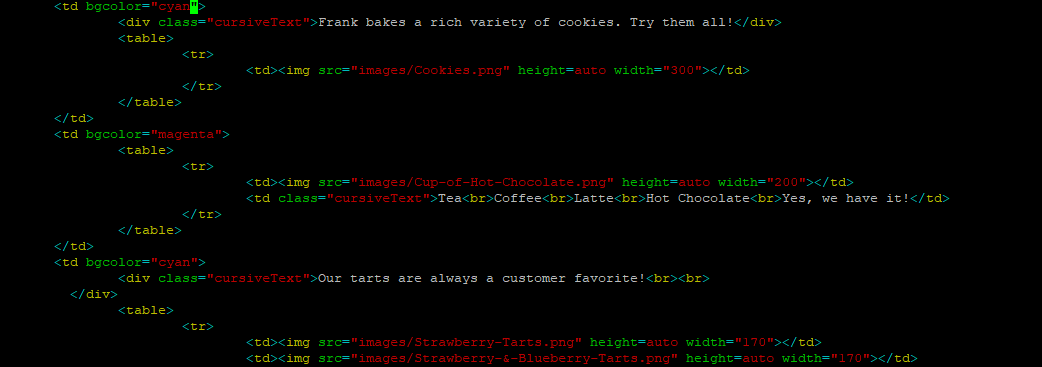 <td bgcolor="cyan">
<div class="cursiveText">Frank bakes a rich variety of cookies. Try them all!</div>
<table>
<tr>
<td><img src="images/Cookies.png" height=auto width="300"></td>
</tr>
</table>
</td>
<td bgcolor="magenta">
<table>
<tr>
<td><img src="images/Cup-of-Hot-Chocolate.png" height=auto width="200"></td>
<td class="cursiveText">Tea<br>Coffee<br>Latte<br>Hot Chocolate<br>Yes, we have it!</td>
</tr>
</table>
</td>
<td bgcolor="cyan">
<div class="cursiveText">Our tarts are always a customer favorite!<br><br>
</div>
<table>
<tr>
<td><img src="images/Strawberry-Tarts.png" height=auto width="170"></td>
<td><img src="images/Strawberry-&-Blueberry-Tarts.png" height=auto width="170"></td>